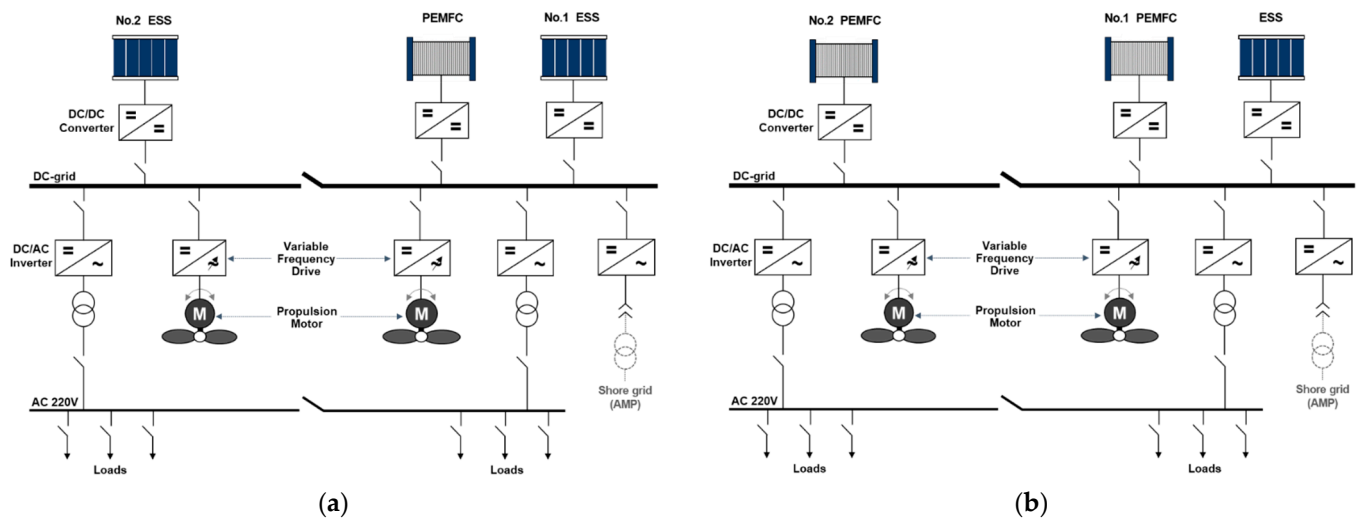 No.2 ESS
PEMFC
No.1 ESS
DC/DC
Converter
DC-grid
DC/AC
Inverter
Variable
Frequency
Drive
M
Propulsion
Motor
M
Shore grid
(AMP)
AC 220V
Loads
Loads
(a)
No.2 PEMFC
No.1 PEMFC
ESS
DC/DC
Converter
DC-grid
DC/AC
Inverter
Variable
Frequency
Drive
M
Propulsion
Motor
M
Shore grid
(AMP)
AC 220V
Loads
Loads
(b)